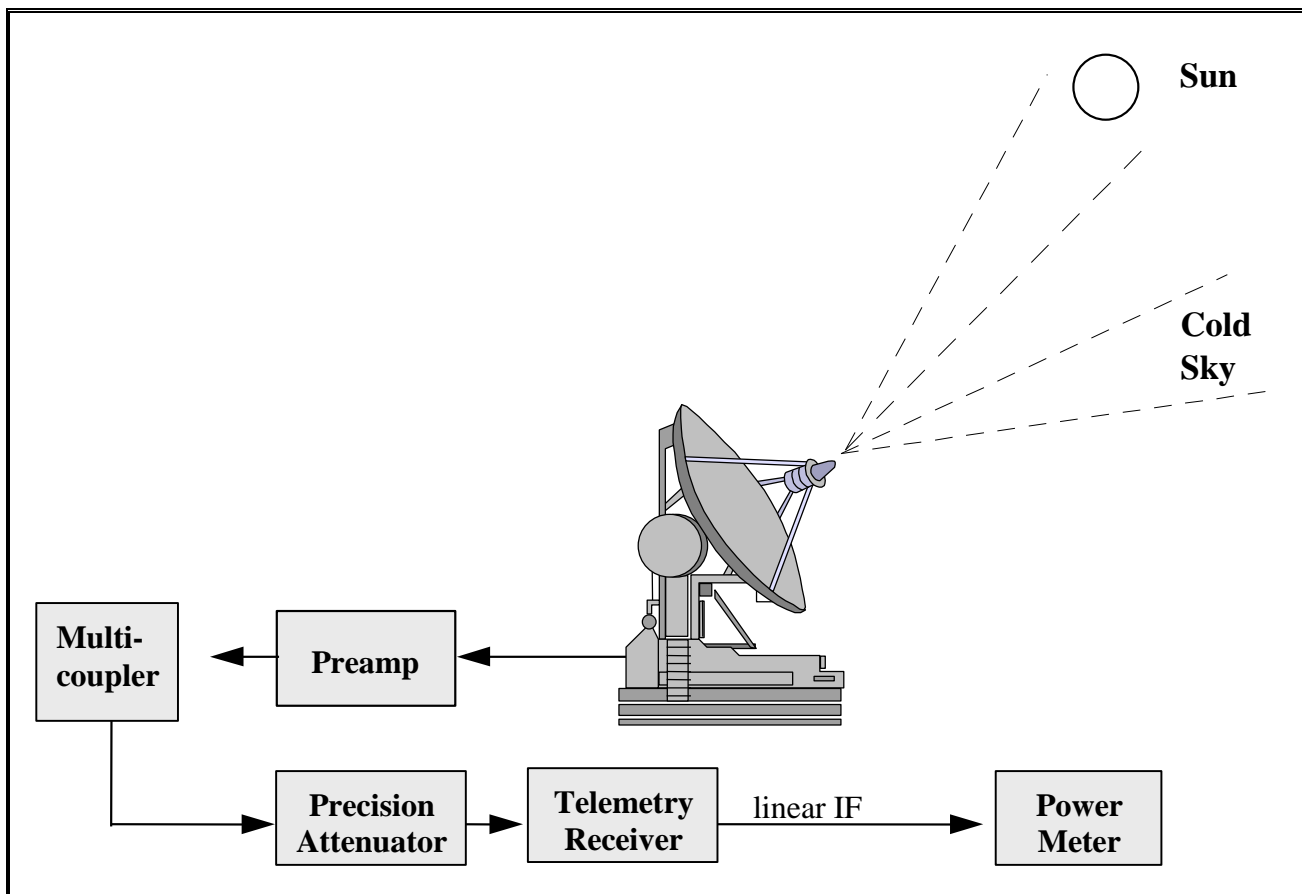 Sun
Cold
Sky
Multi-
coupler
Preamp
Precision
Attenuator
Telemetry
Receiver
linear IF
Power
Meter